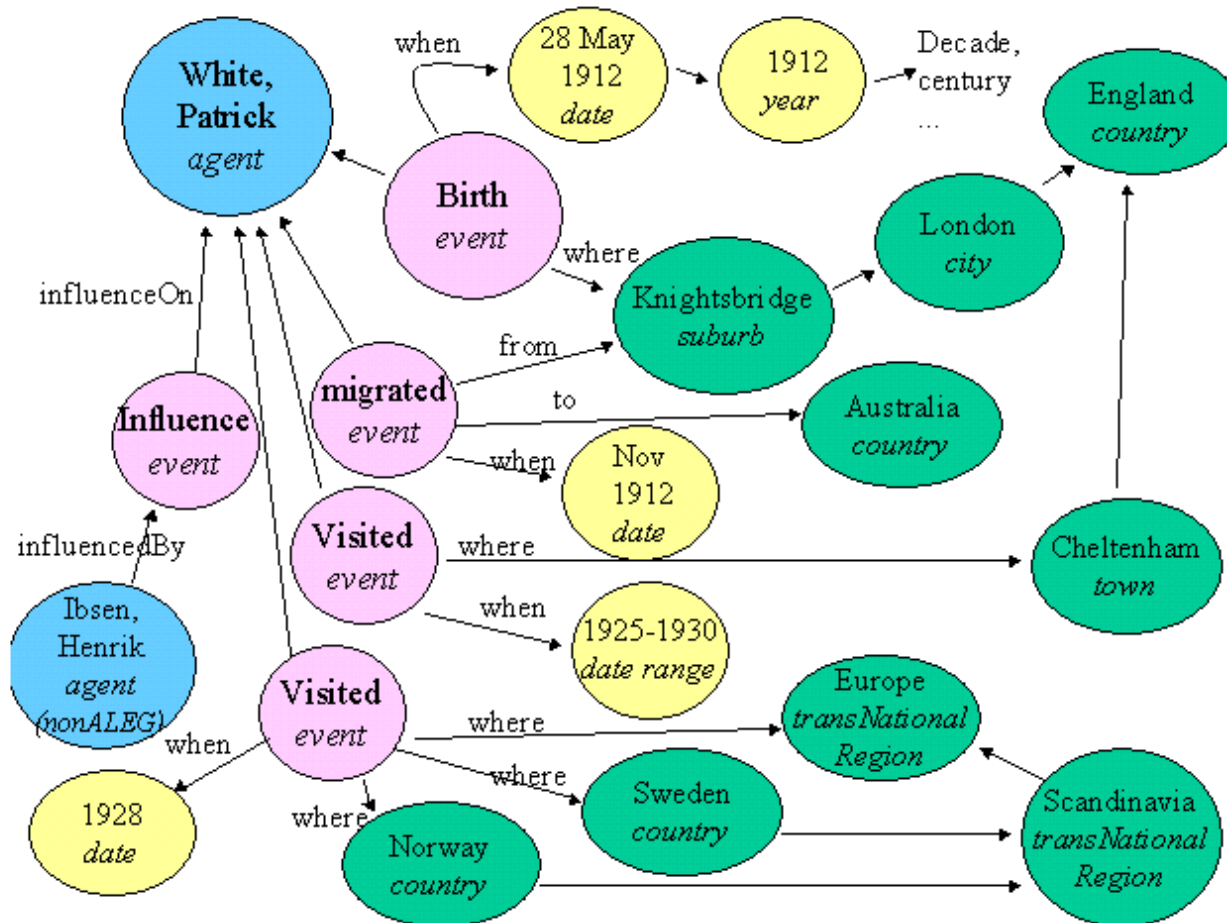 White,
Patrick
agent
when
28 May
1912
date
1912
year
Decade,
century
...
England
country
Birth
event
where
London
city
Knightsbridge
suburb
influenceOn
from
migrated
event
to
Australia
country
Influence
event
when
Nov
1912
date
Visited
event
where
Cheltenham
town
influencedBy
Ibsen,
Henrik
agent
(nonALEG)
when
1925-1930
date range
Visited
event
where
Europe
transNational
Region
when
1928
date
where
Sweden
country
where
Norway
country
Scandinavia
transNational
Region